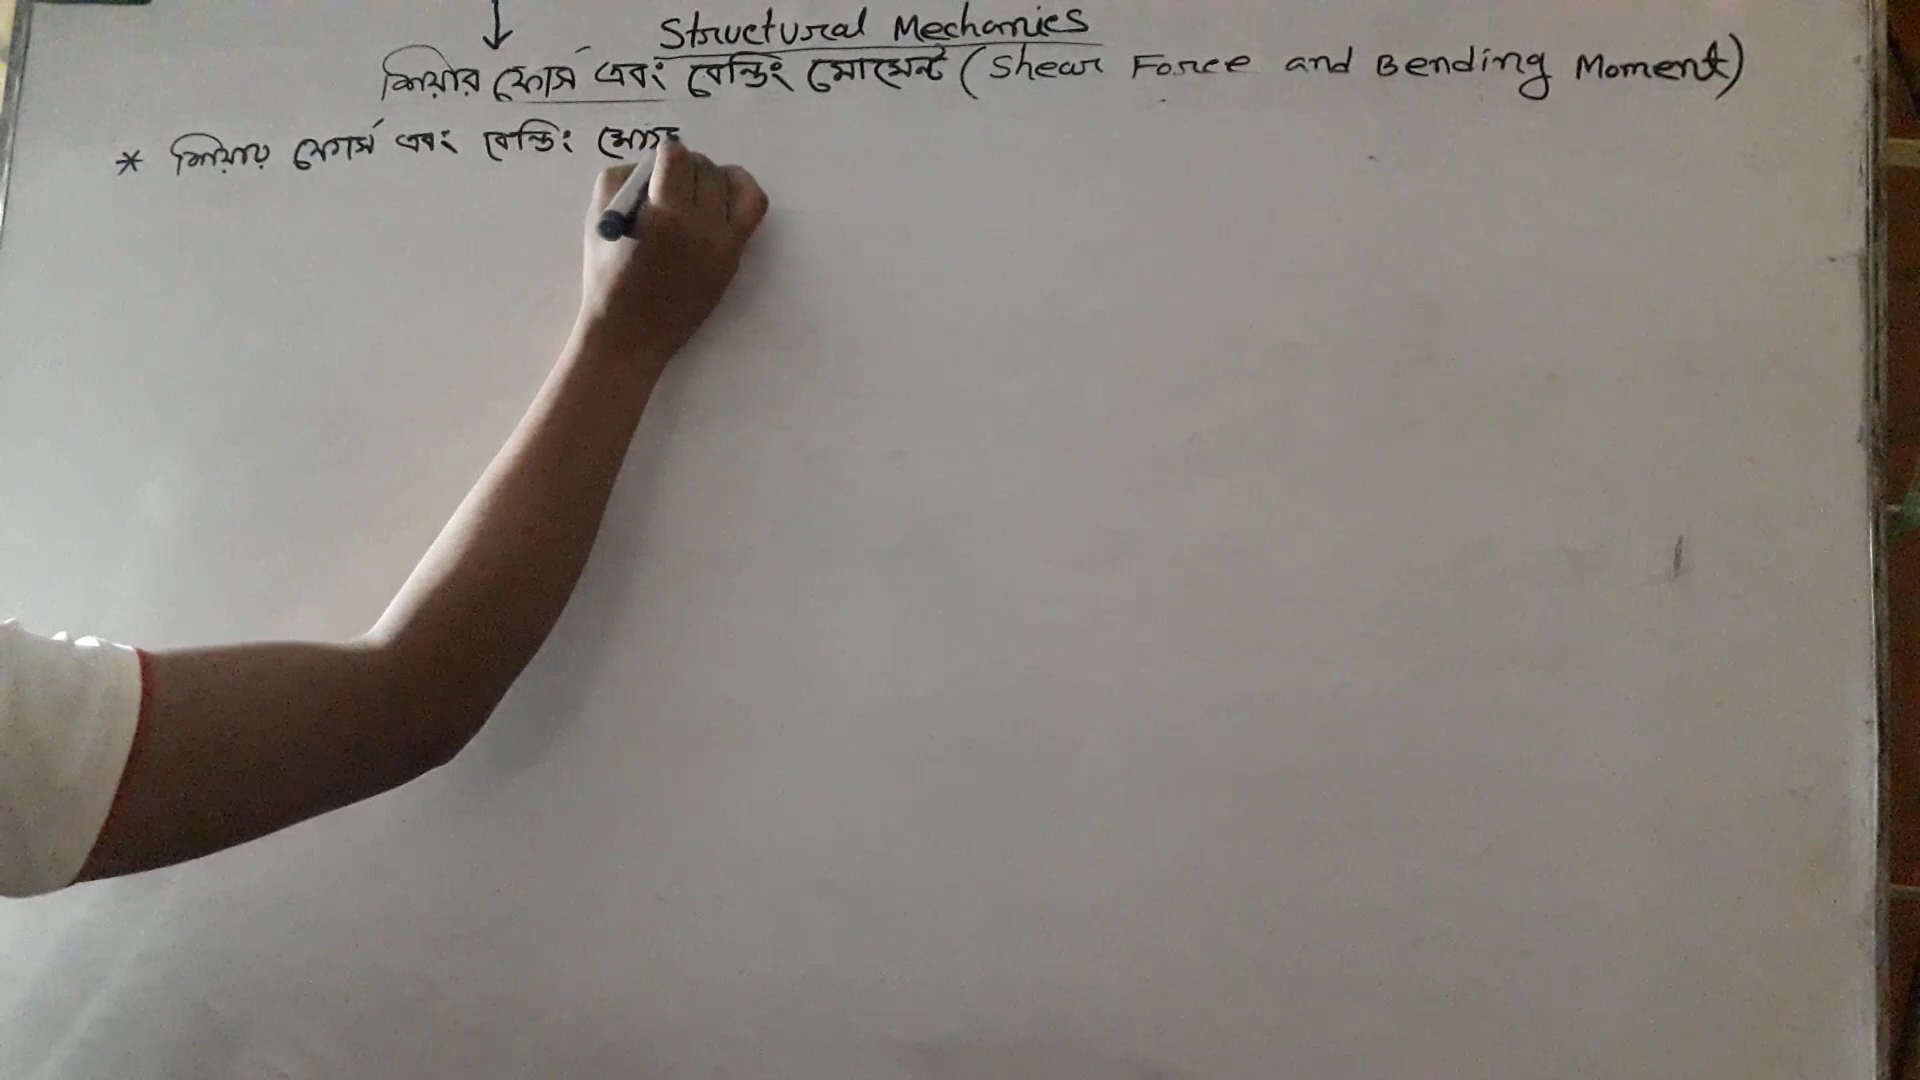 Structural Mechanics
শিয়ার ফোর্স এবং বেন্ডিং মোমেন্ট (Shear Force and Bending Moment)
* শিয়ার ফোর্স এবং বেন্ডিং